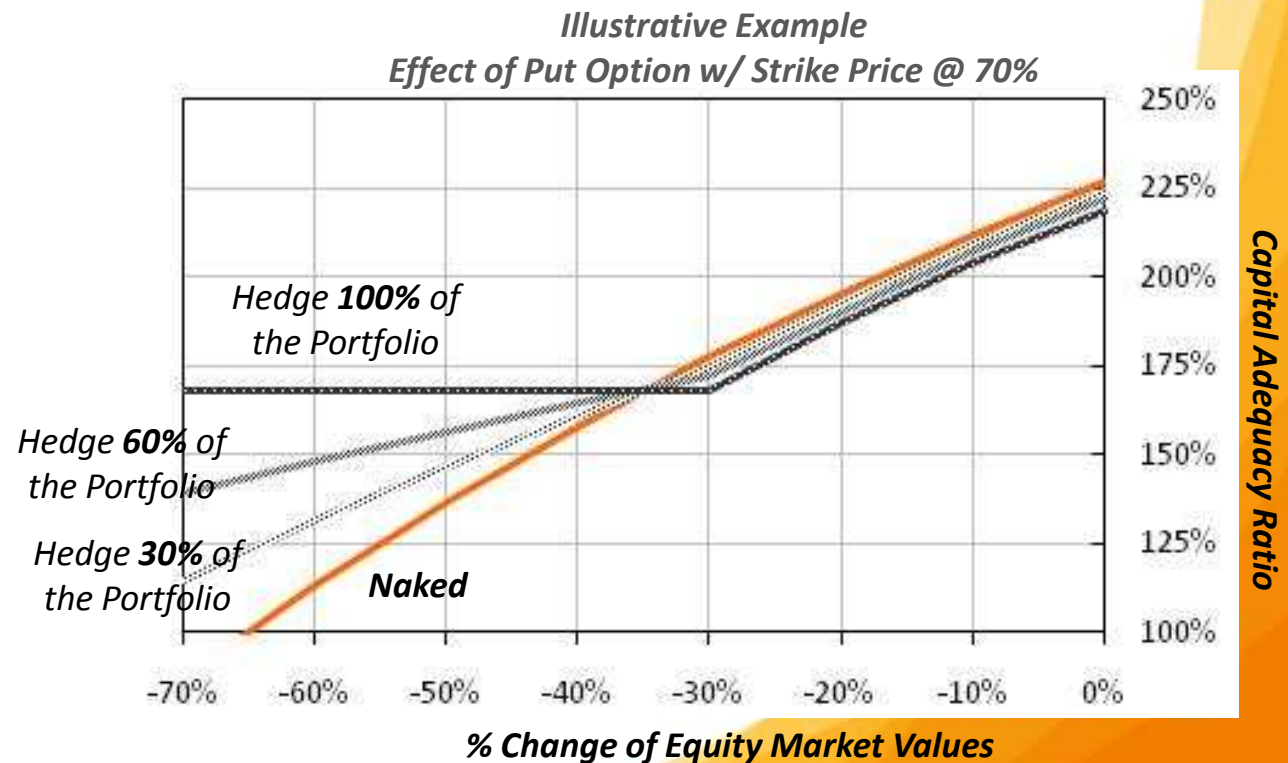 Illustrative Example
Effect of Put Option w/ Strike Price @ 70%
250%
225%
200%
175%
150%
125%
100%
Capital Adequacy Ratio
Hedge 100% of
the Portfolio
Hedge 60% of
the Portfolio
Hedge 30% of
the Portfolio
Naked
-70% -60% -50% -40% -30% -20% -10% 0%
% Change of Equity Market Values